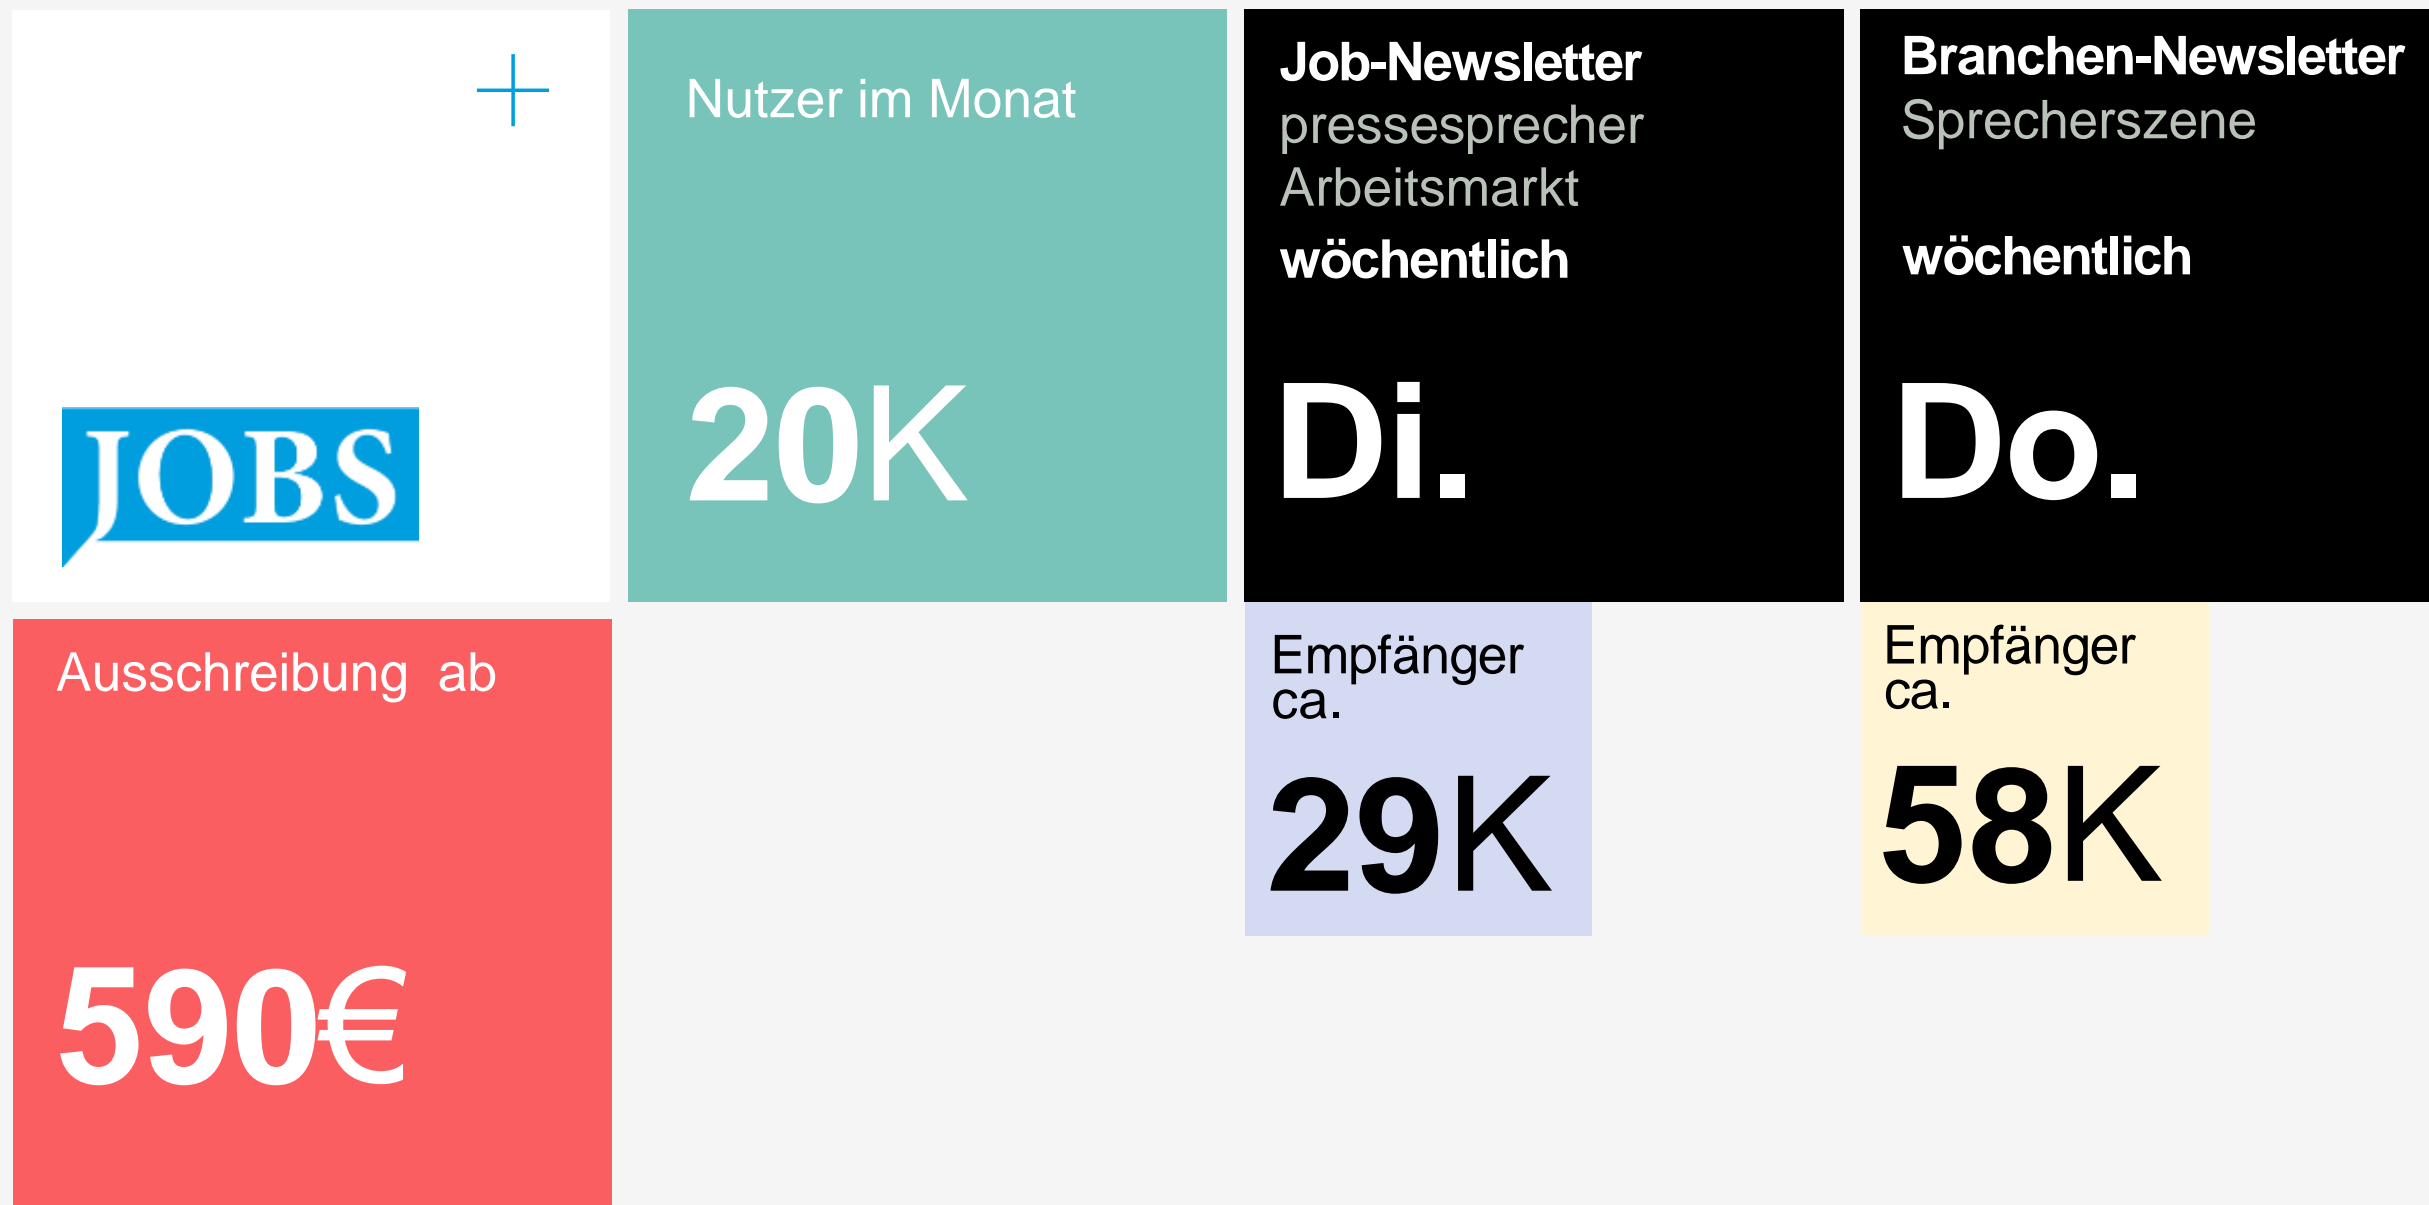 JOBS
Nutzer im Monat
20K
Job-Newsletter
pressesprecher
Arbeitsmarkt
wöchentlich
Di.
Branchen-Newsletter
Sprecherszene
wöchentlich
Do.
Ausschreibung ab
590€
Empfänger
ca.
29K
Empfänger
ca.
58K